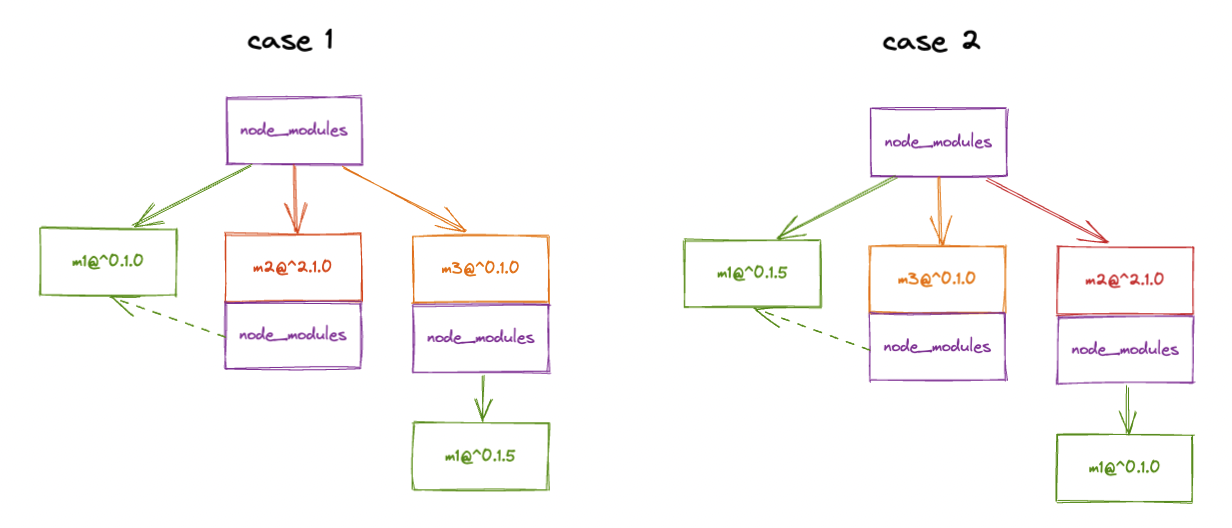 case 1
node_modules
m1@^0.1.0
m2@^2.1.0
m3@^0.1.0
node_modules
node_modules
m1@^0.1.5
case 2
node_modules
m1@^0.1.5
m3@^0.1.0
m2@^2.1.0
node_modules
node_modules
m1@^0.1.0